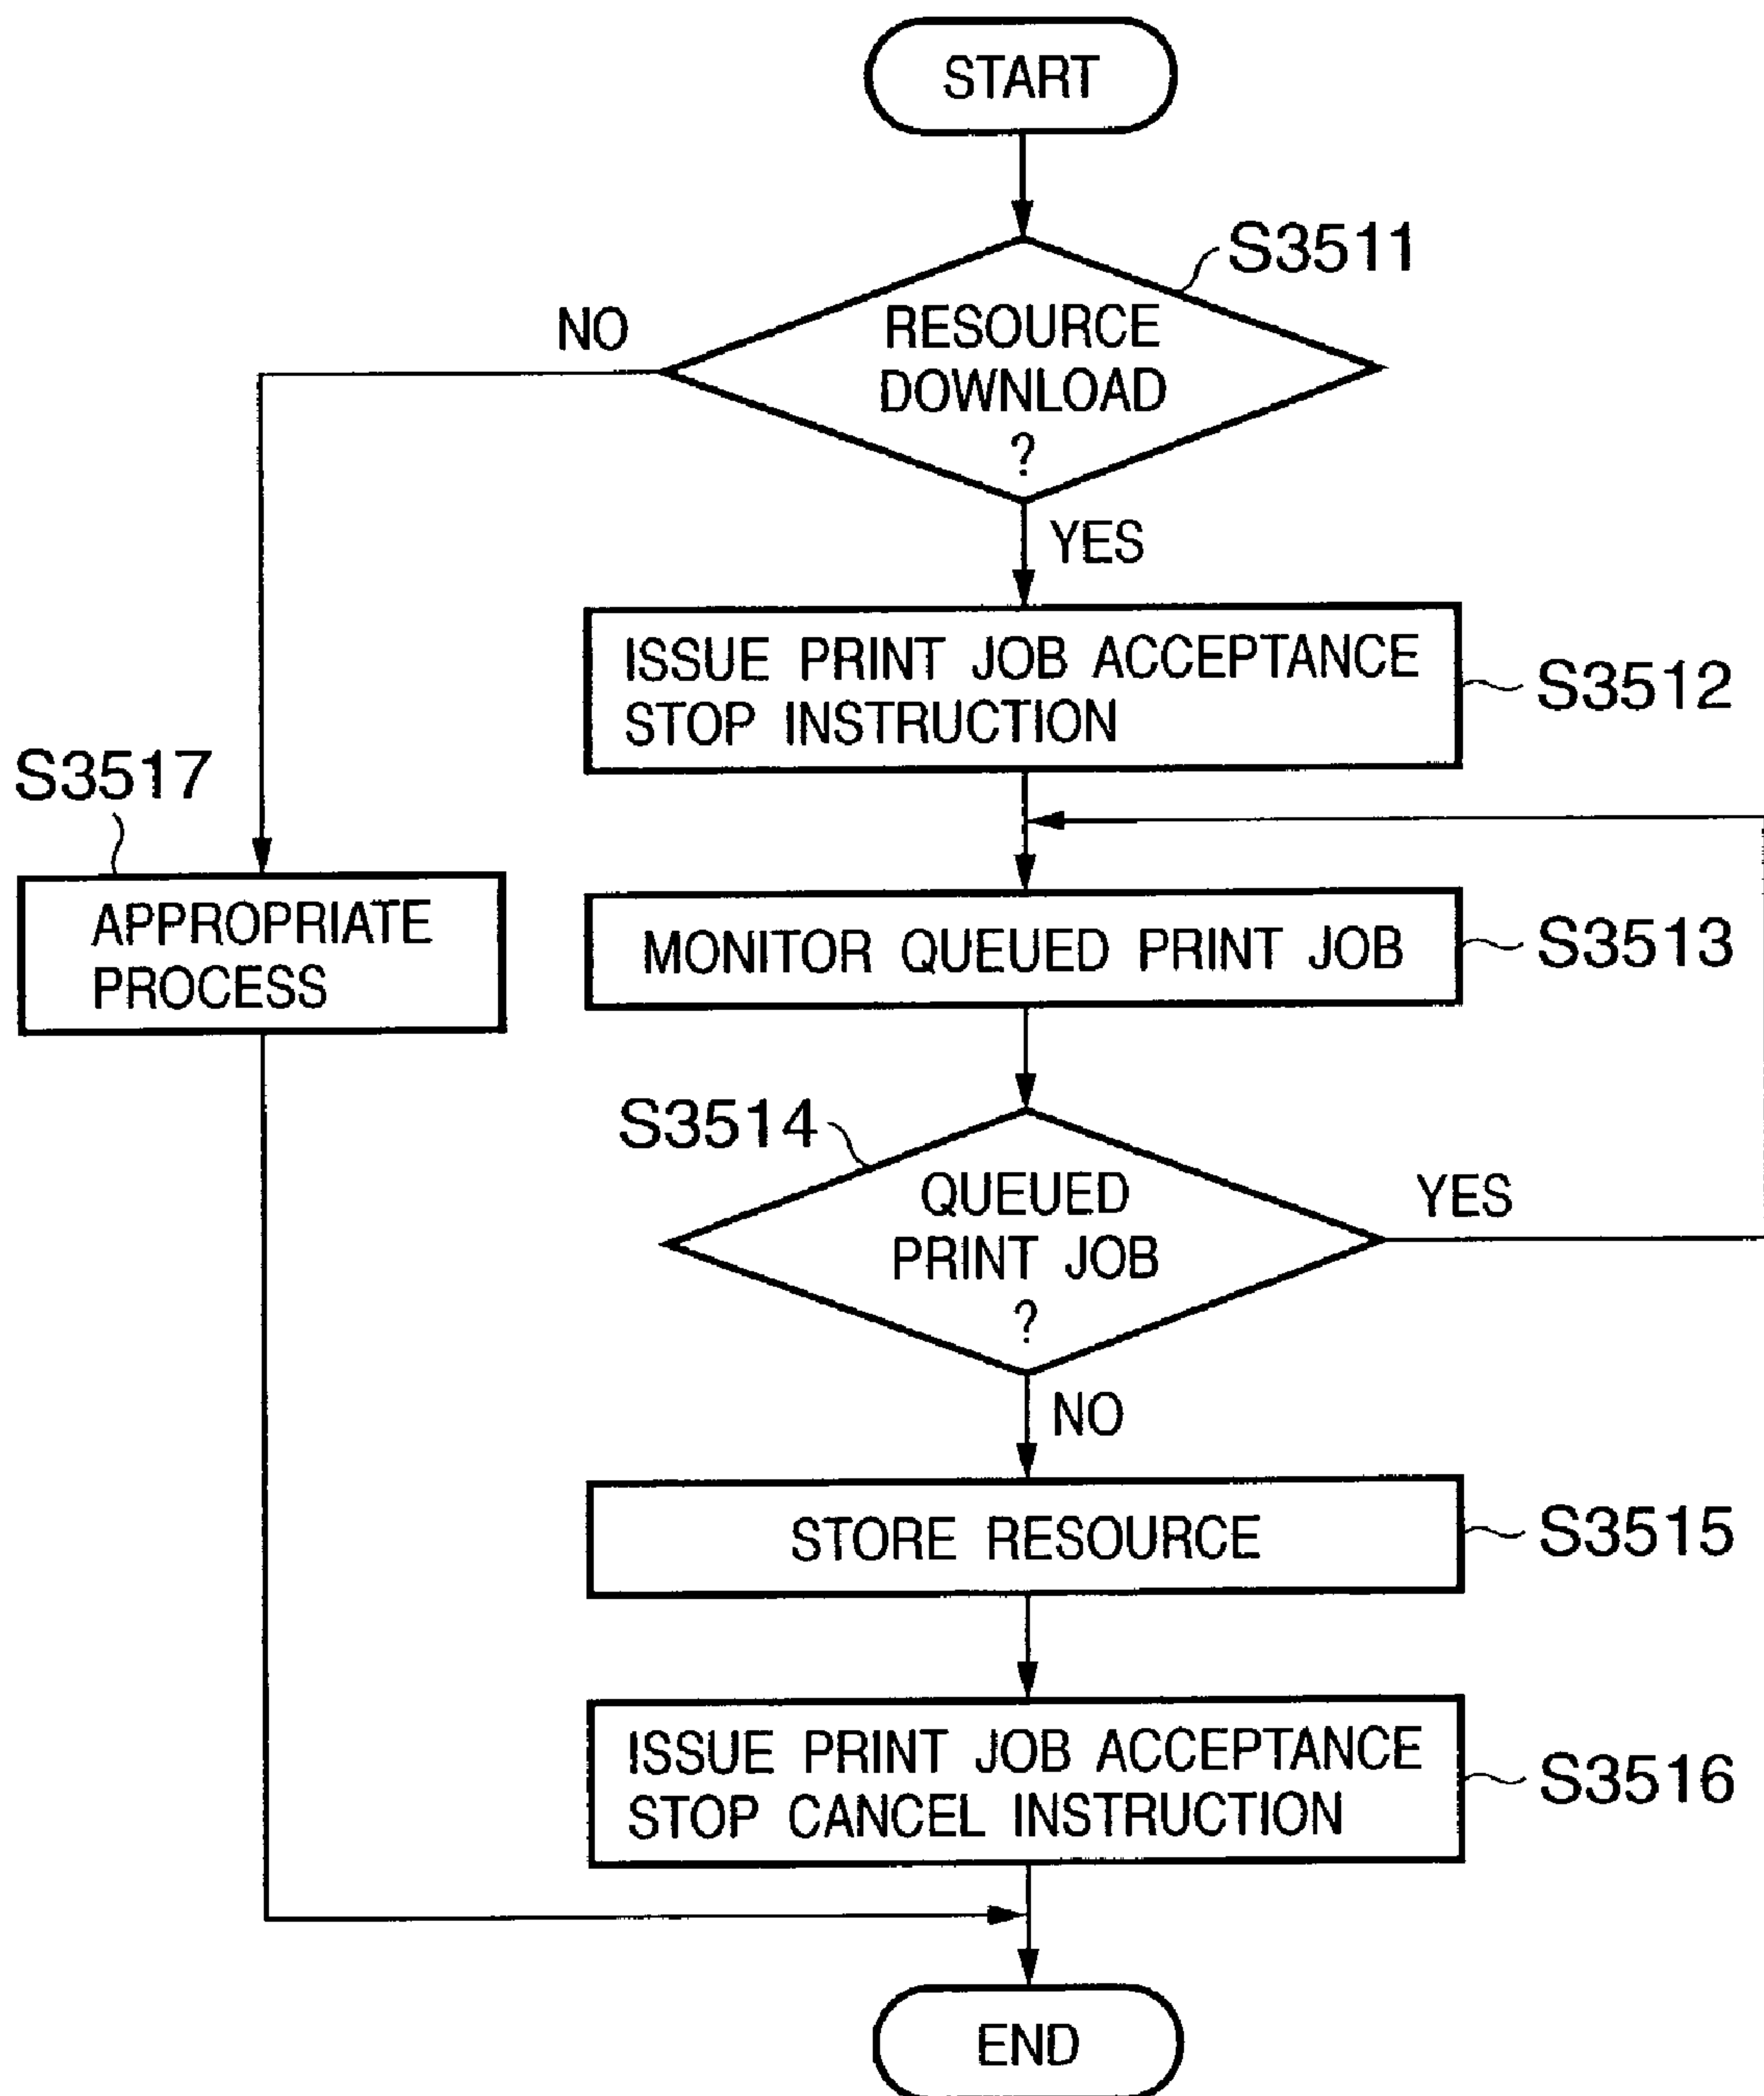 START
S3511
NO
RESOURCE
DOWNLOAD
?
YES
ISSUE PRINT JOB ACCEPTANCE
STOP INSTRUCTION
S3512
S3517
APPROPRIATE
PROCESS
MONITOR QUEUED PRINT JOB
S3513
S3514
QUEUED
PRINT JOB
?
YES
NO
STORE RESOURCE
S3515
ISSUE PRINT JOB ACCEPTANCE
STOP CANCEL INSTRUCTION
S3516
END